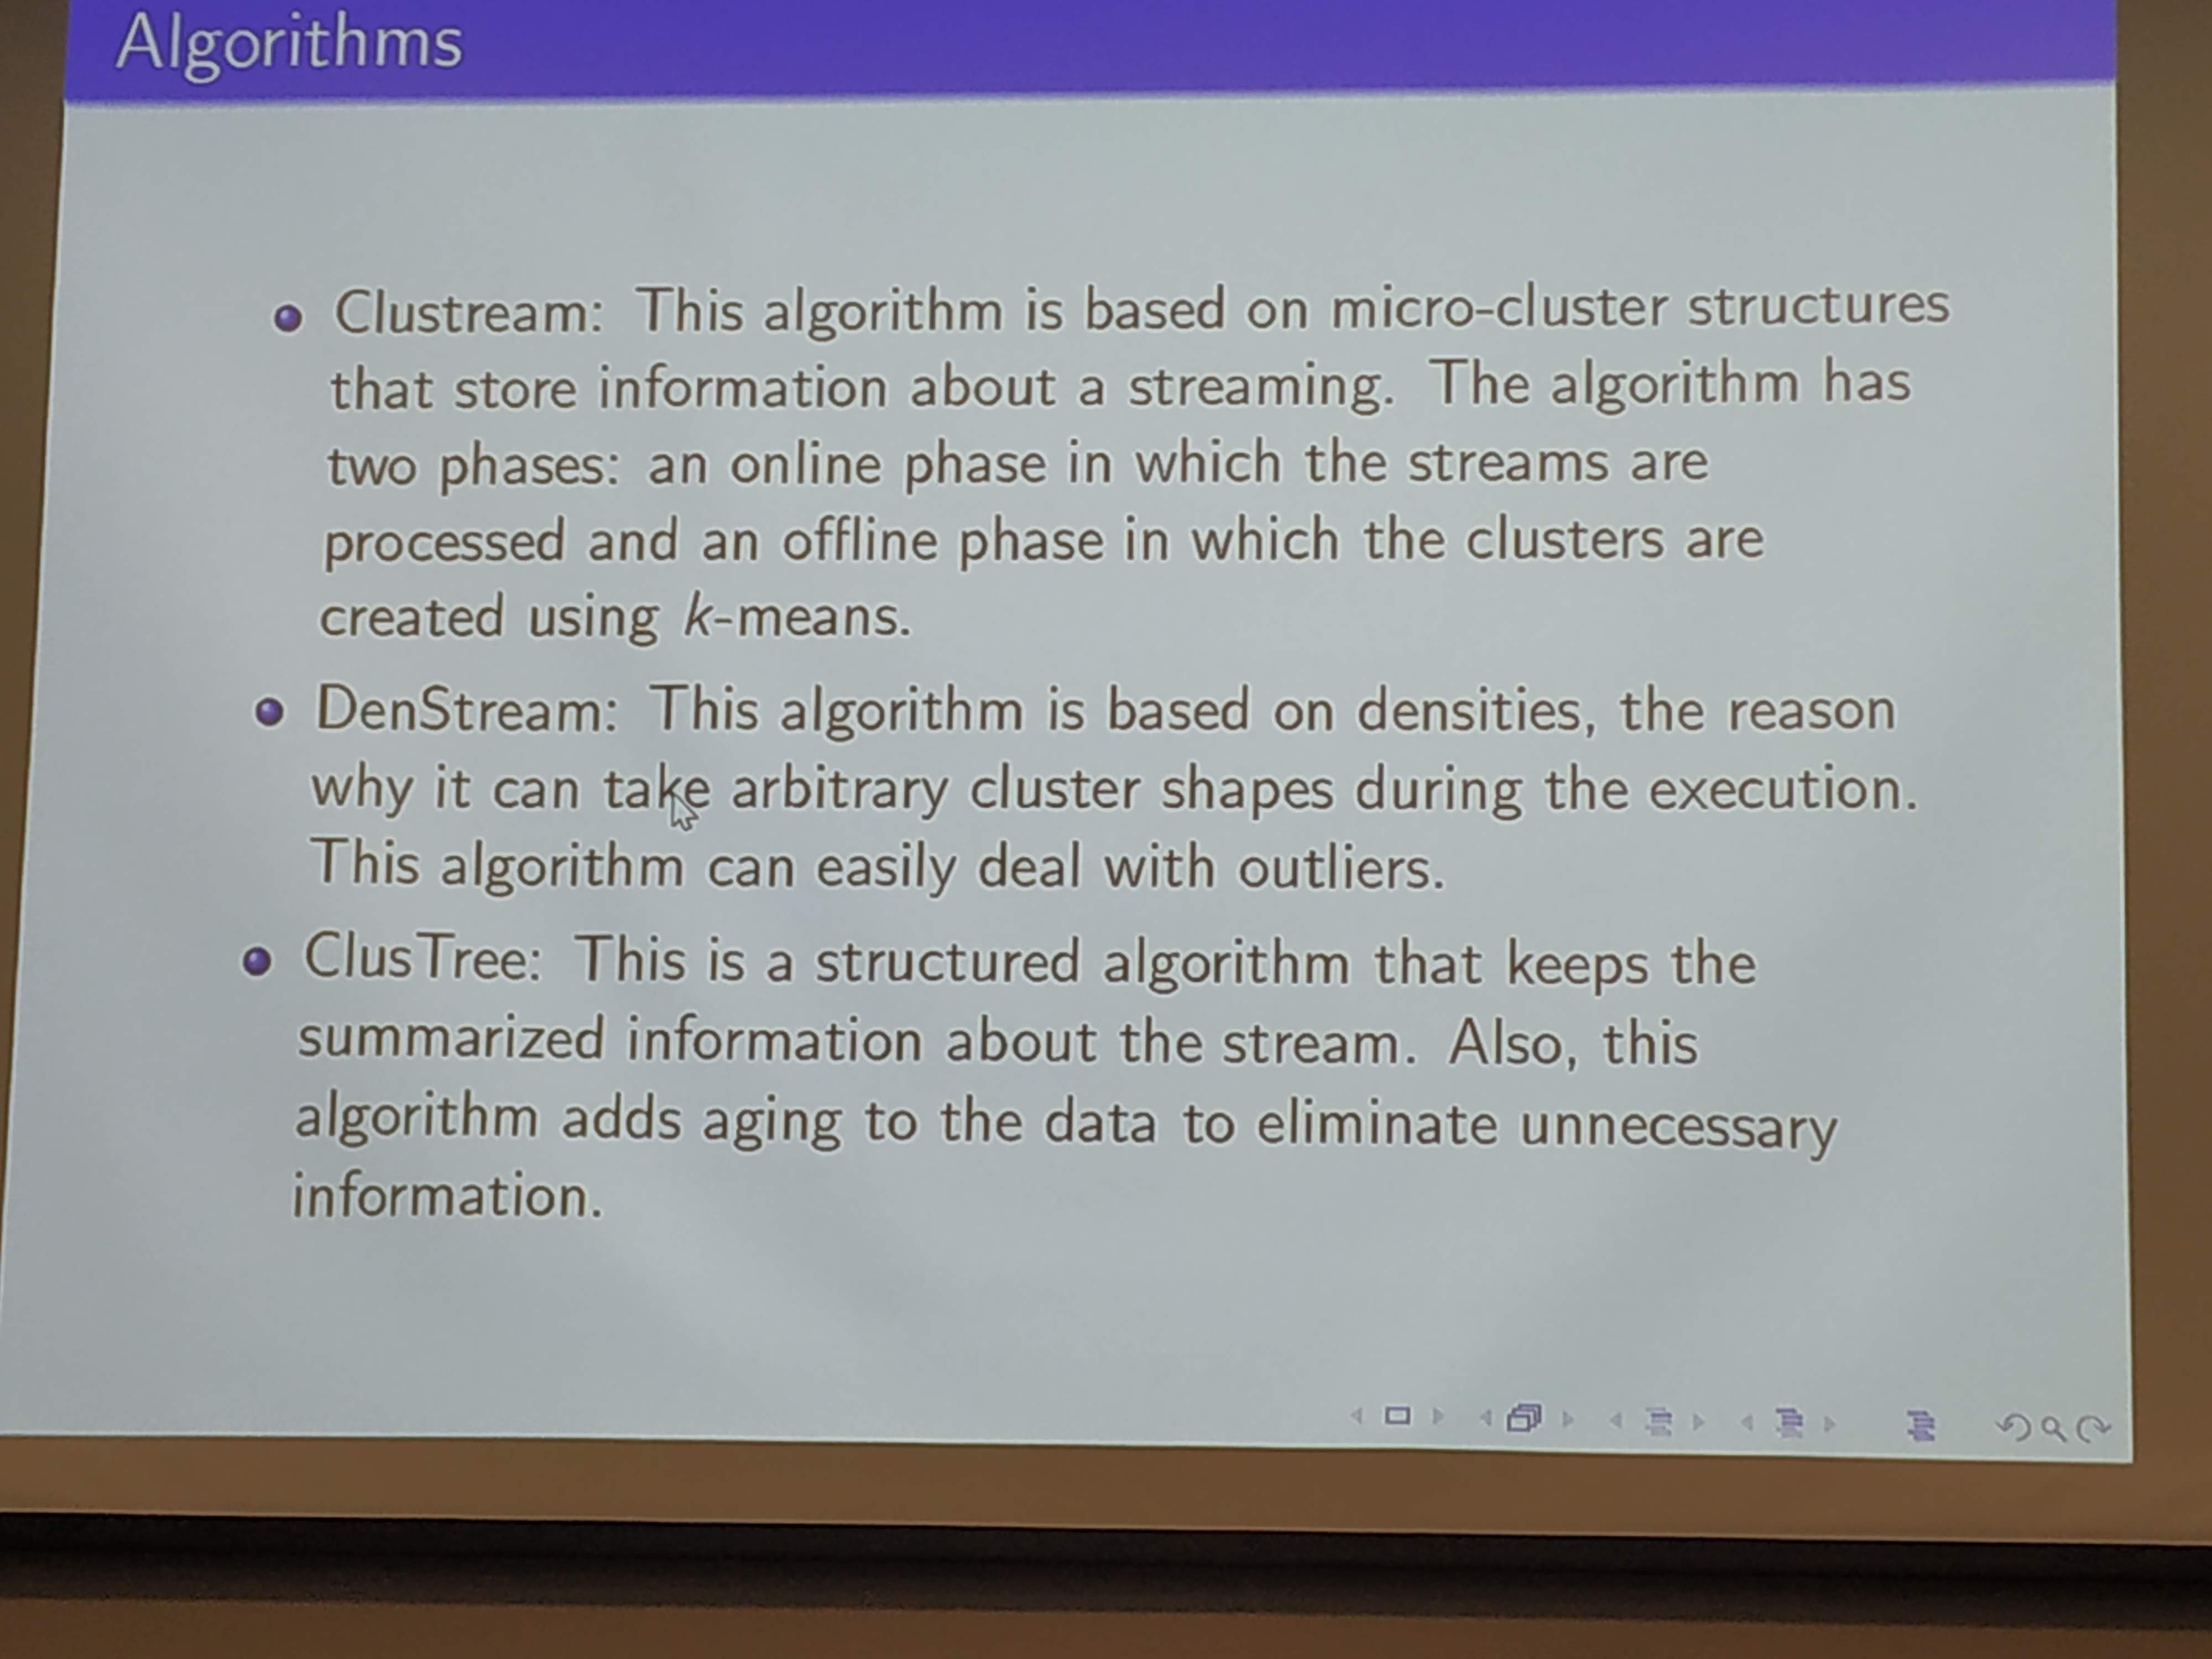 Algorithms
Clustream: This algorithm is based on micro-cluster structures
that store information about a streaming. The algorithm has
two phases: an online phase in which the streams are
processed and an offline phase in which the clusters are
created using k-means.
DenStream: This algorithm is based on densities, the reason
why it can take arbitrary cluster shapes during the execution.
This algorithm can easily deal with outliers.
ClusTree: This is a structured algorithm that keeps the
summarized information about the stream. Also, this
algorithm adds aging to the data to eliminate unnecessary
information.